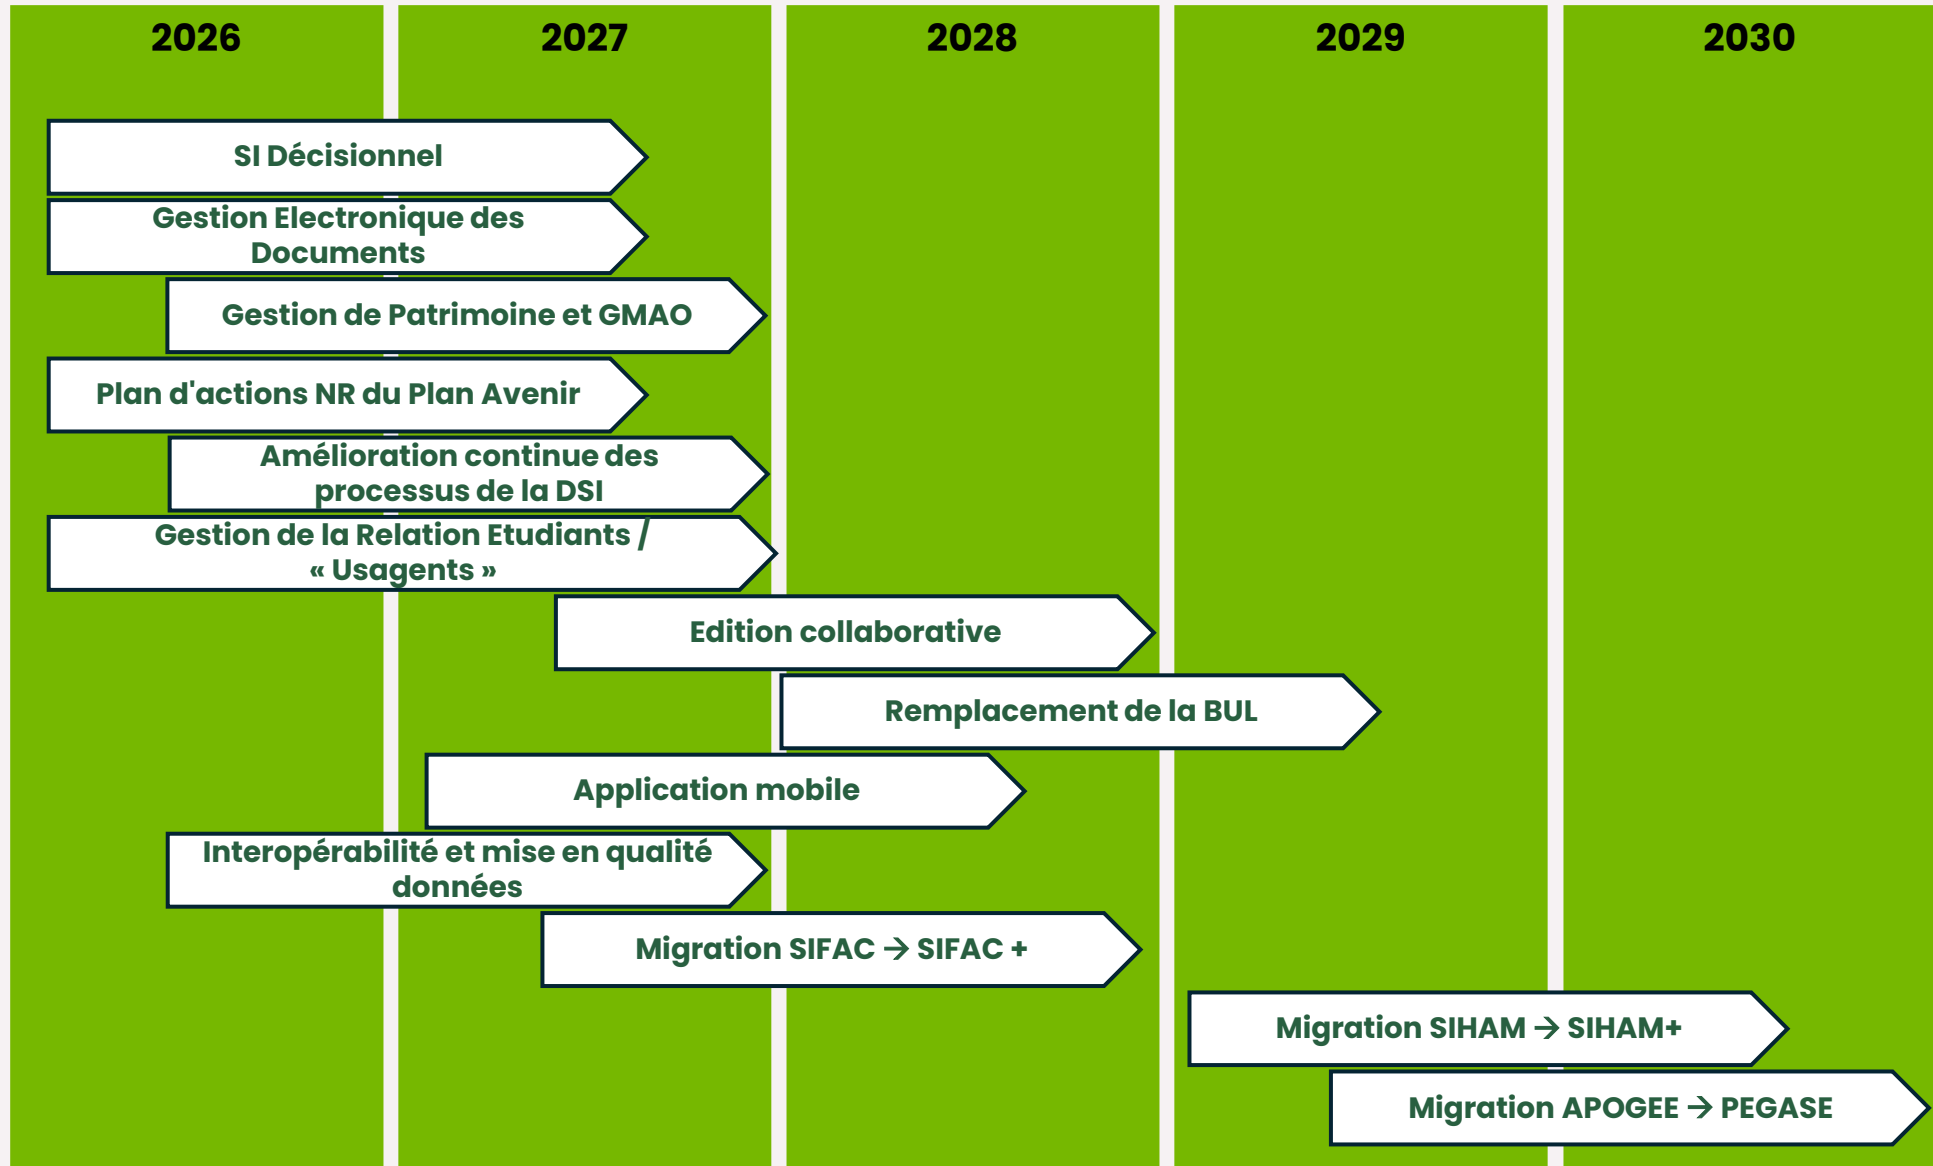 2026
2027
2028
2029
2030
SI Décisionnel
Gestion Electronique des
Documents
Gestion de Patrimoine et GMAO
Plan d'actions NR du Plan Avenir
Amélioration continue des
processus de la DSI
Gestion de la Relation Etudiants /
« Usagents »
Edition collaborative
Remplacement de la BUL
Application mobile
Interopérabilité et mise en qualité
données
Migration SIFAC → SIFAC +
Migration SIHAM → SIHAM+
Migration APOGEE → PEGASE